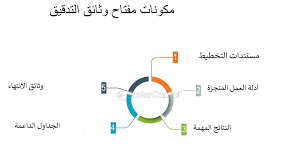 مكونات مفتاح وثائق التدقيق
1
مستندات التخطيط
2
أدلة العمل المنجزة
3
النتائج المهمة
4
الجداول الداعمة
5
وثائق الانتهاء